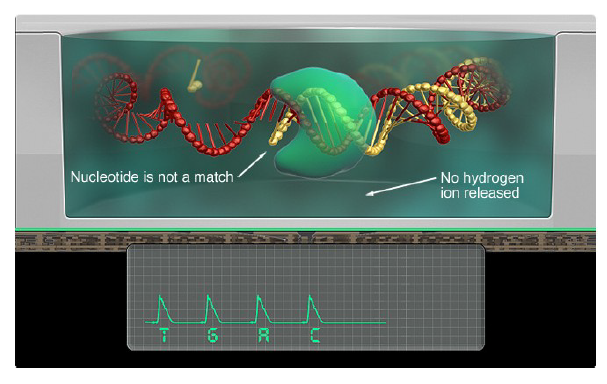 Nucleotide is not a match
No hydrogen
ion released
T G A C